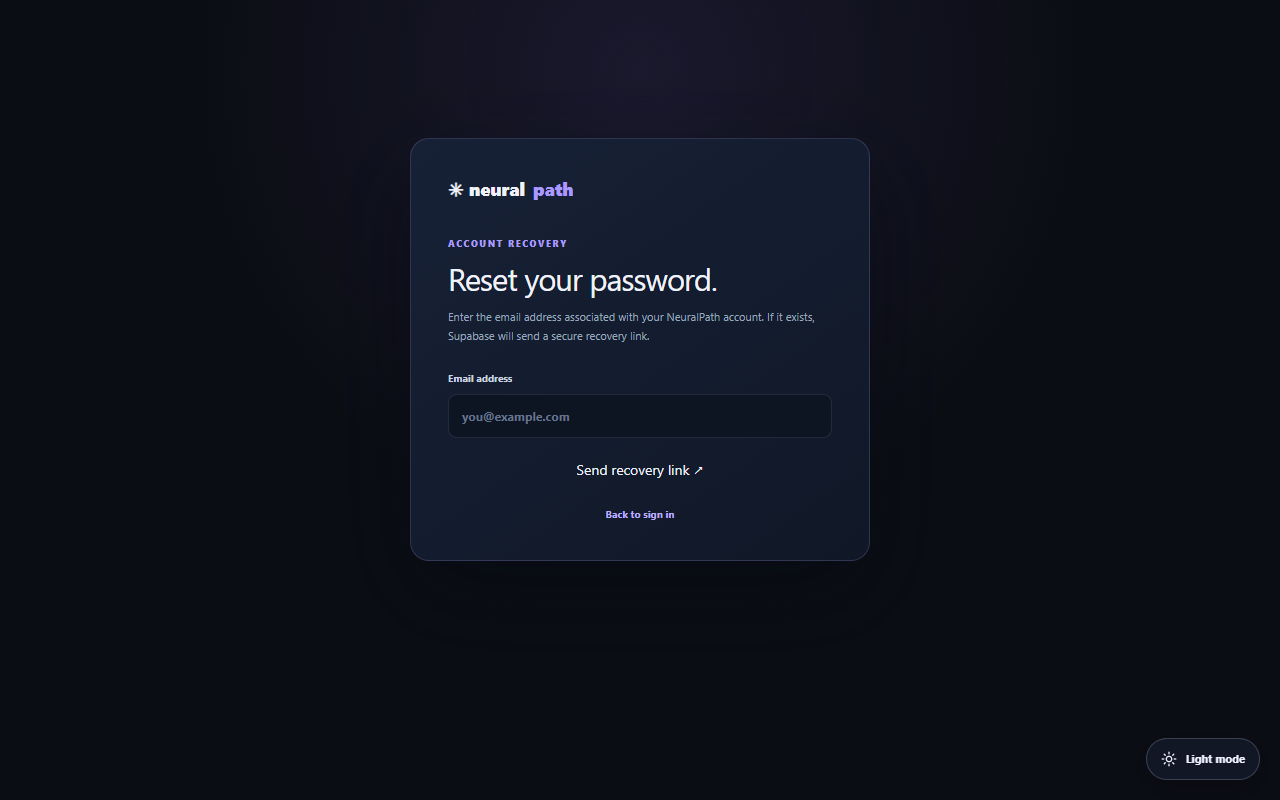 ✳ neural path
ACCOUNT RECOVERY
Reset your password.
Enter the email address associated with your NeuralPath account. If it exists,
Supabase will send a secure recovery link.
Email address
you@example.com
Send recovery link ↗
Back to sign in
Light mode